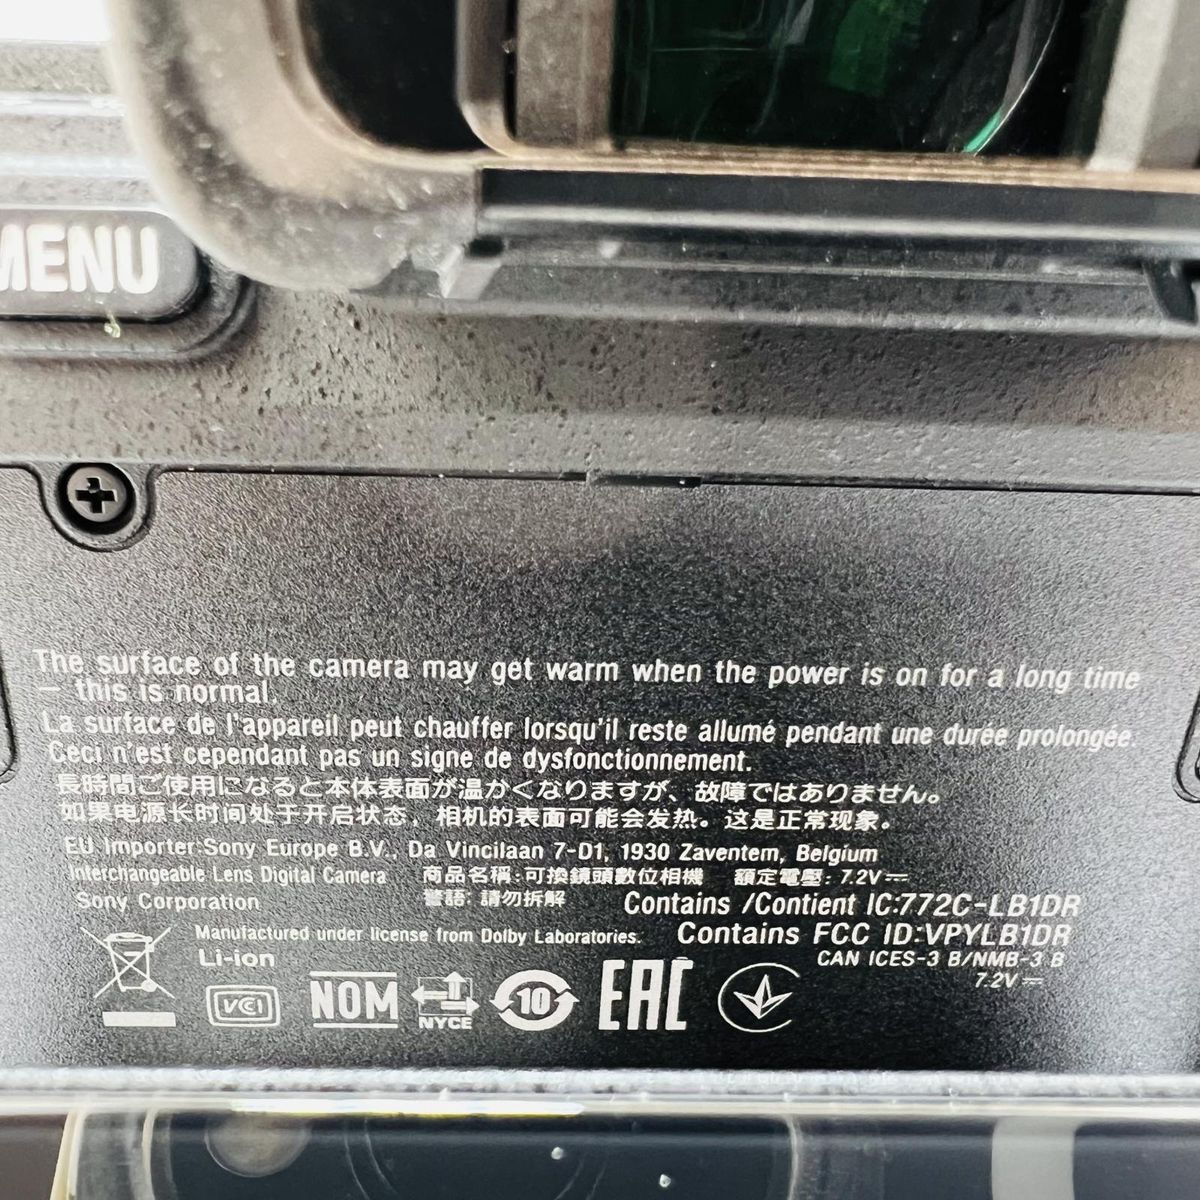 MENU
The surface of the camera may get warm when the power is on for a long time
– this is normal.
La surface de l'appareil peut chauffer lorsqu'il reste allumé pendant une durée prolongée.
Ceci n'est cependant pas un signe de dysfonctionnement.
長時間ご使用になると本体表面が温かくなりますが、故障ではありません。
如果电源长时间处于开启状态，相机的表面可能会发热。这是正常现象。
EU Importer:Sony Europe B.V., Da Vincilaan 7-D1, 1930 Zaventem, Belgium
Interchangeable Lens Digital Camera 商品名稱:可換鏡頭數位相機 額定電壓: 7.2V⎓
Sony Corporation 警語: 請勿拆解 Contains /Contient IC:772C-LB1DR
Manufactured under license from Dolby Laboratories. Contains FCC ID:VPYLB1DR
Li-ion CAN ICES-3 B/NMB-3 B
7.2V⎓
VCCI NOM NYCE 10 EAC